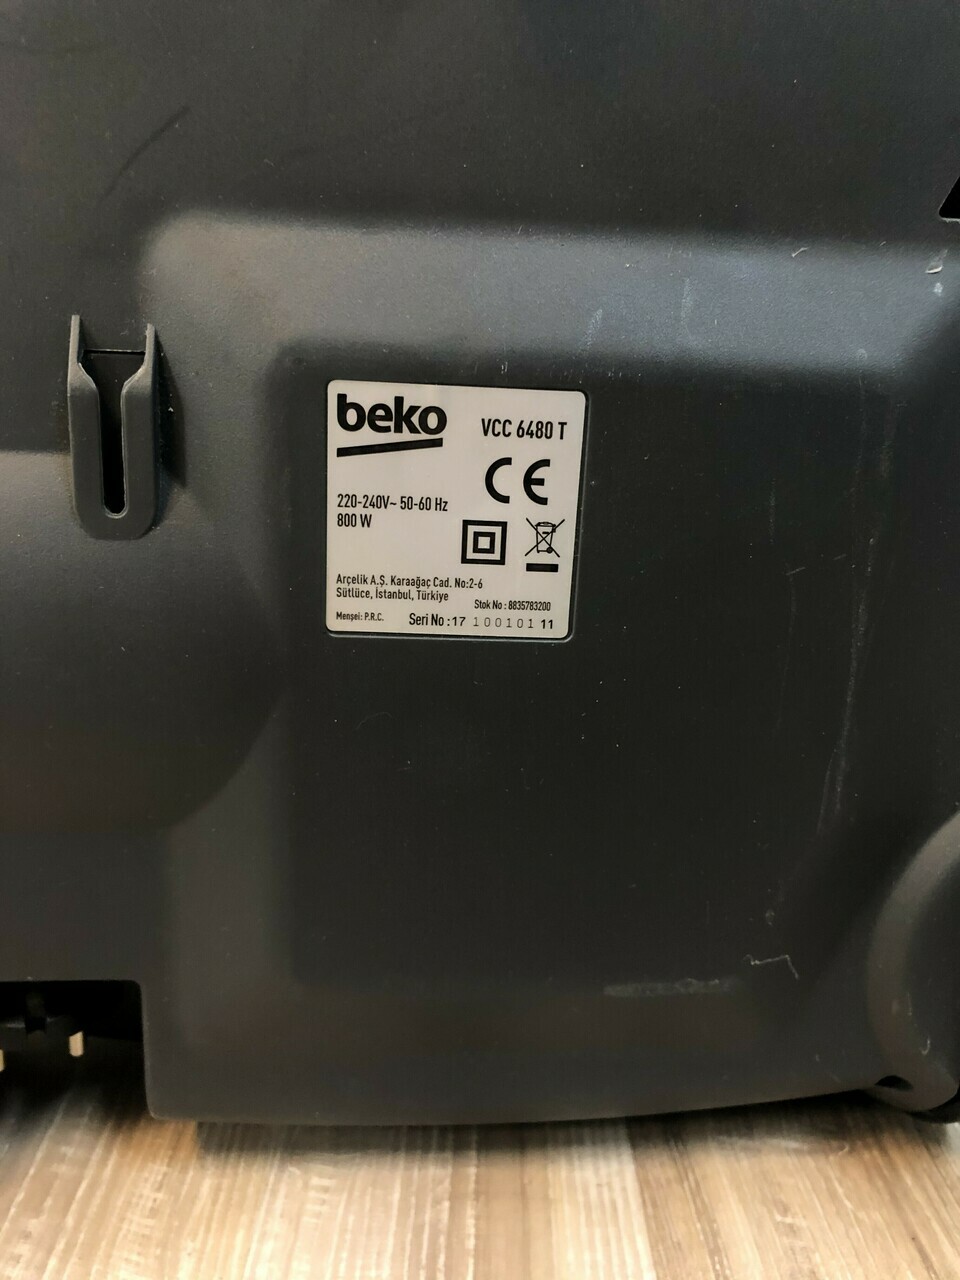 beko
VCC 6480 T
CE
220-240V~ 50-60 Hz
800 W
Arçelik A.Ş. Karaağaç Cad. No:2-6
Sütlüce, İstanbul, Türkiye
Stok No : 8835783200
Menşei: P.R.C.
Seri No : 17 100101 11